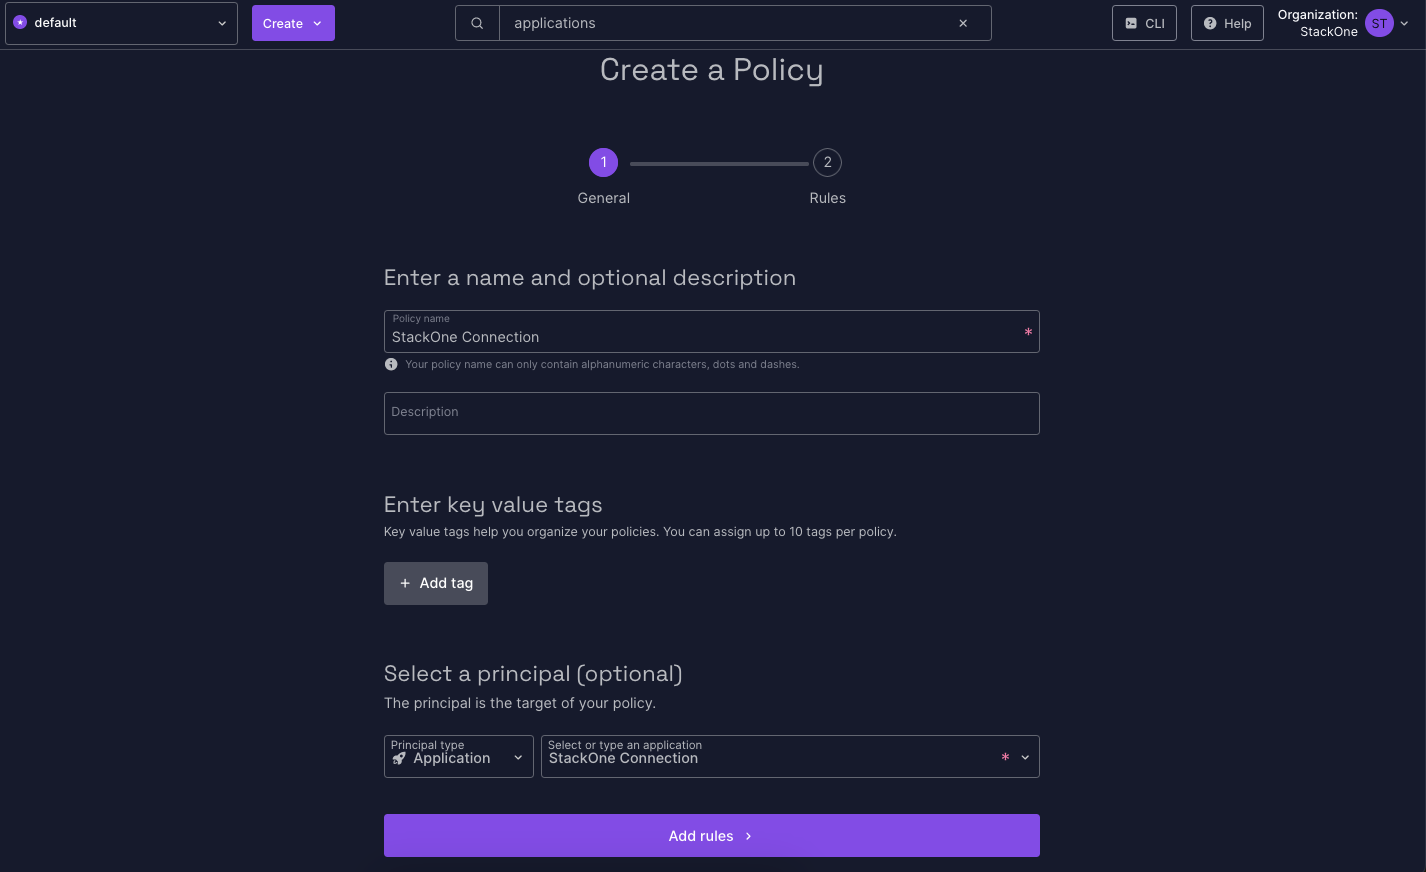 default
Create
applications
CLI
Help
Organization:
StackOne
ST
Create a Policy
1
2
General
Rules
Enter a name and optional description
Policy name
StackOne Connection
*
Your policy name can only contain alphanumeric characters, dots and dashes.
Description
Enter key value tags
Key value tags help you organize your policies. You can assign up to 10 tags per policy.
+ Add tag
Select a principal (optional)
The principal is the target of your policy.
Principal type
Application
Select or type an application
StackOne Connection
*
Add rules